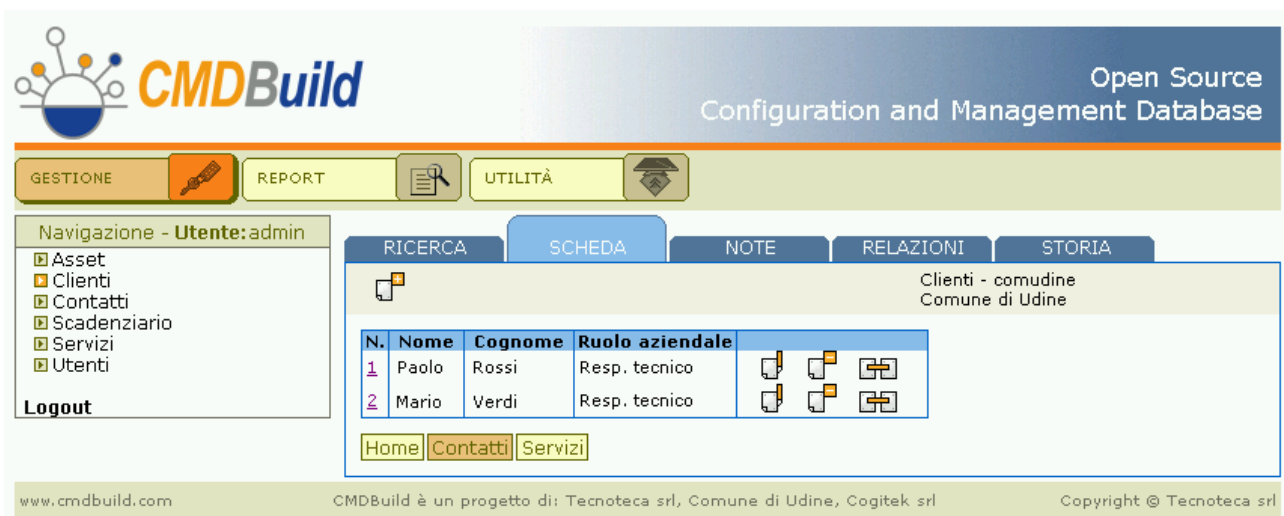 CMDBuild
Open Source
Configuration and Management Database
GESTIONE
REPORT
UTILITÀ
Navigazione - Utente:admin
Asset
Clienti
Contatti
Scadenziario
Servizi
Utenti
Logout
RICERCA SCHEDA NOTE RELAZIONI STORIA
Clienti - comudine
Comune di Udine
N. Nome Cognome Ruolo aziendale
1 Paolo Rossi Resp. tecnico
2 Mario Verdi Resp. tecnico
Home Contatti Servizi
www.cmdbuild.com CMDBuild è un progetto di: Tecnoteca srl, Comune di Udine, Cogitek srl Copyright © Tecnoteca srl